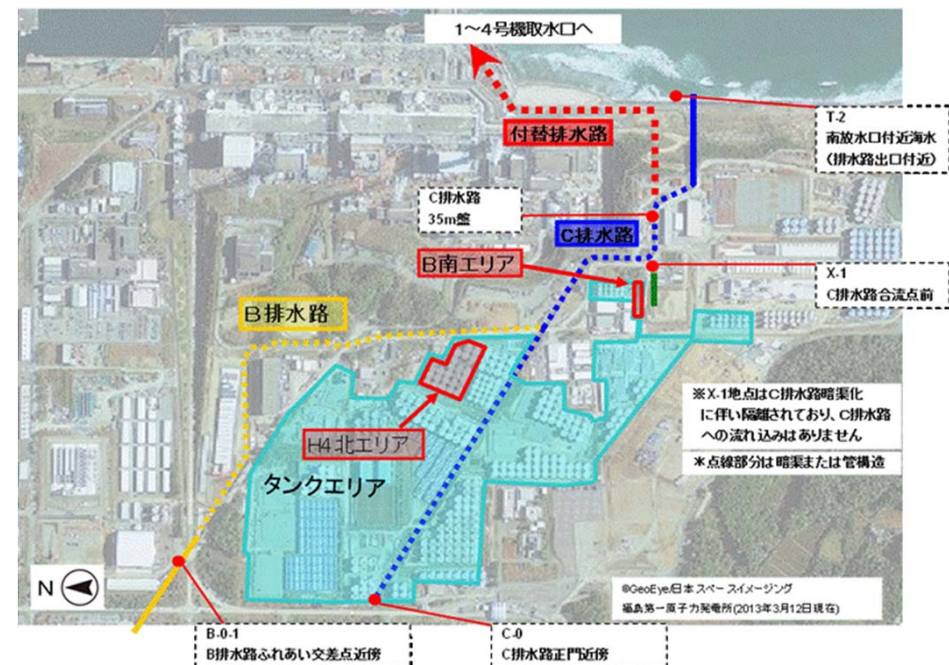 1～4号機取水口へ
付替排水路
T-2
南放水口付近海水
(排水路出口付近)
C排水路
35m盤
C排水路
B南エリア
X-1
C排水路合流点前
B排水路
H4北エリア
タンクエリア
※X-1地点はC排水路暗渠化
に伴い隔離されており、C排水路
への流れ込みはありません
＊点線部分は暗渠または管構造
N
©GeoEye/日本スペースイメージング
福島第一原子力発電所(2013年3月12日現在)
B-0-1
B排水路ふれあい交差点近傍
C-0
C排水路正門近傍